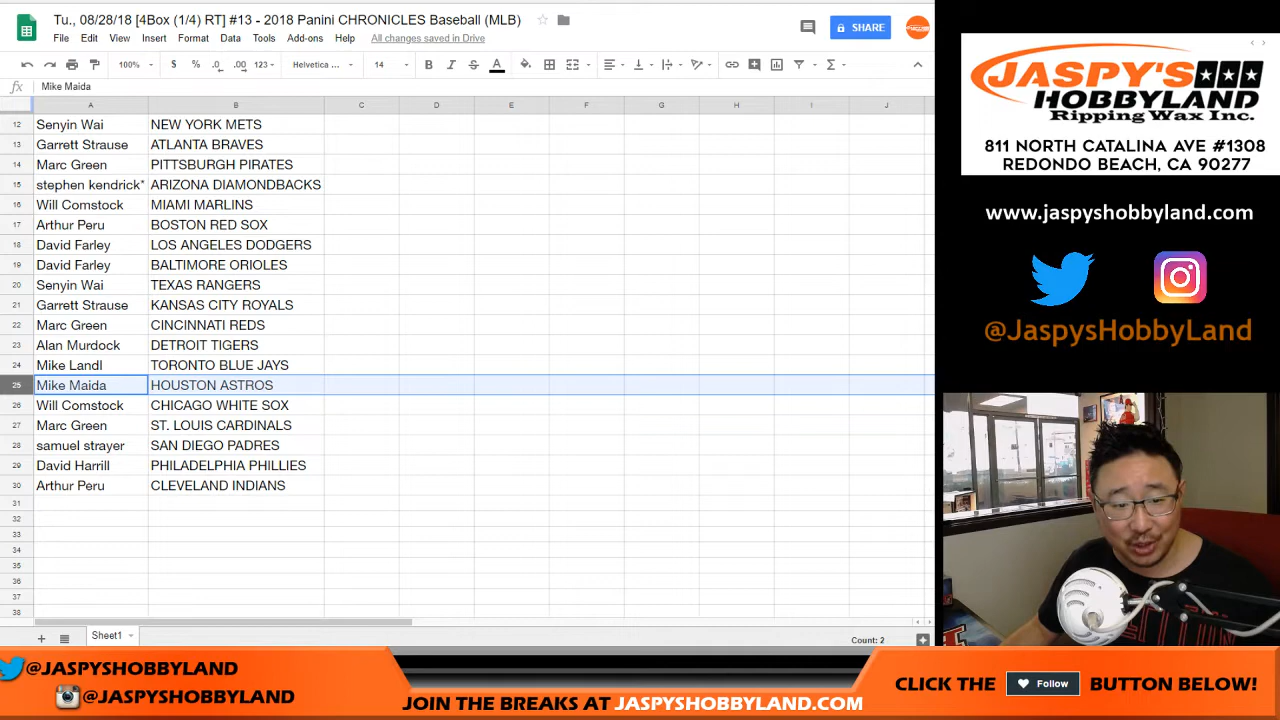 Tu., 08/28/18 [4Box (1/4) RT] #13 - 2018 Panini CHRONICLES Baseball (MLB)
File Edit View Insert Format Data Tools Add-ons Help All changes saved in Drive
SHARE
100% $ % .0 .00 123 Helvetica ... 14 B I S A
fx Mike Maida
A B C D E F G H I J
12 Senyin Wai NEW YORK METS
13 Garrett Strause ATLANTA BRAVES
14 Marc Green PITTSBURGH PIRATES
15 stephen kendrick* ARIZONA DIAMONDBACKS
16 Will Comstock MIAMI MARLINS
17 Arthur Peru BOSTON RED SOX
18 David Farley LOS ANGELES DODGERS
19 David Farley BALTIMORE ORIOLES
20 Senyin Wai TEXAS RANGERS
21 Garrett Strause KANSAS CITY ROYALS
22 Marc Green CINCINNATI REDS
23 Alan Murdock DETROIT TIGERS
24 Mike Landl TORONTO BLUE JAYS
25 Mike Maida HOUSTON ASTROS
26 Will Comstock CHICAGO WHITE SOX
27 Marc Green ST. LOUIS CARDINALS
28 samuel strayer SAN DIEGO PADRES
29 David Harrill PHILADELPHIA PHILLIES
30 Arthur Peru CLEVELAND INDIANS
31
32
33
34
35
36
37
38
Sheet1
Count: 2
JASPY'S
HOBBYLAND
Ripping Wax Inc.
811 NORTH CATALINA AVE #1308
REDONDO BEACH, CA 90277
www.jaspyshobbyland.com
@JaspysHobbyLand
@JASPYSHOBBYLAND
@JASPYSHOBBYLAND
JOIN THE BREAKS AT JASPYSHOBBYLAND.COM
CLICK THE Follow BUTTON BELOW!